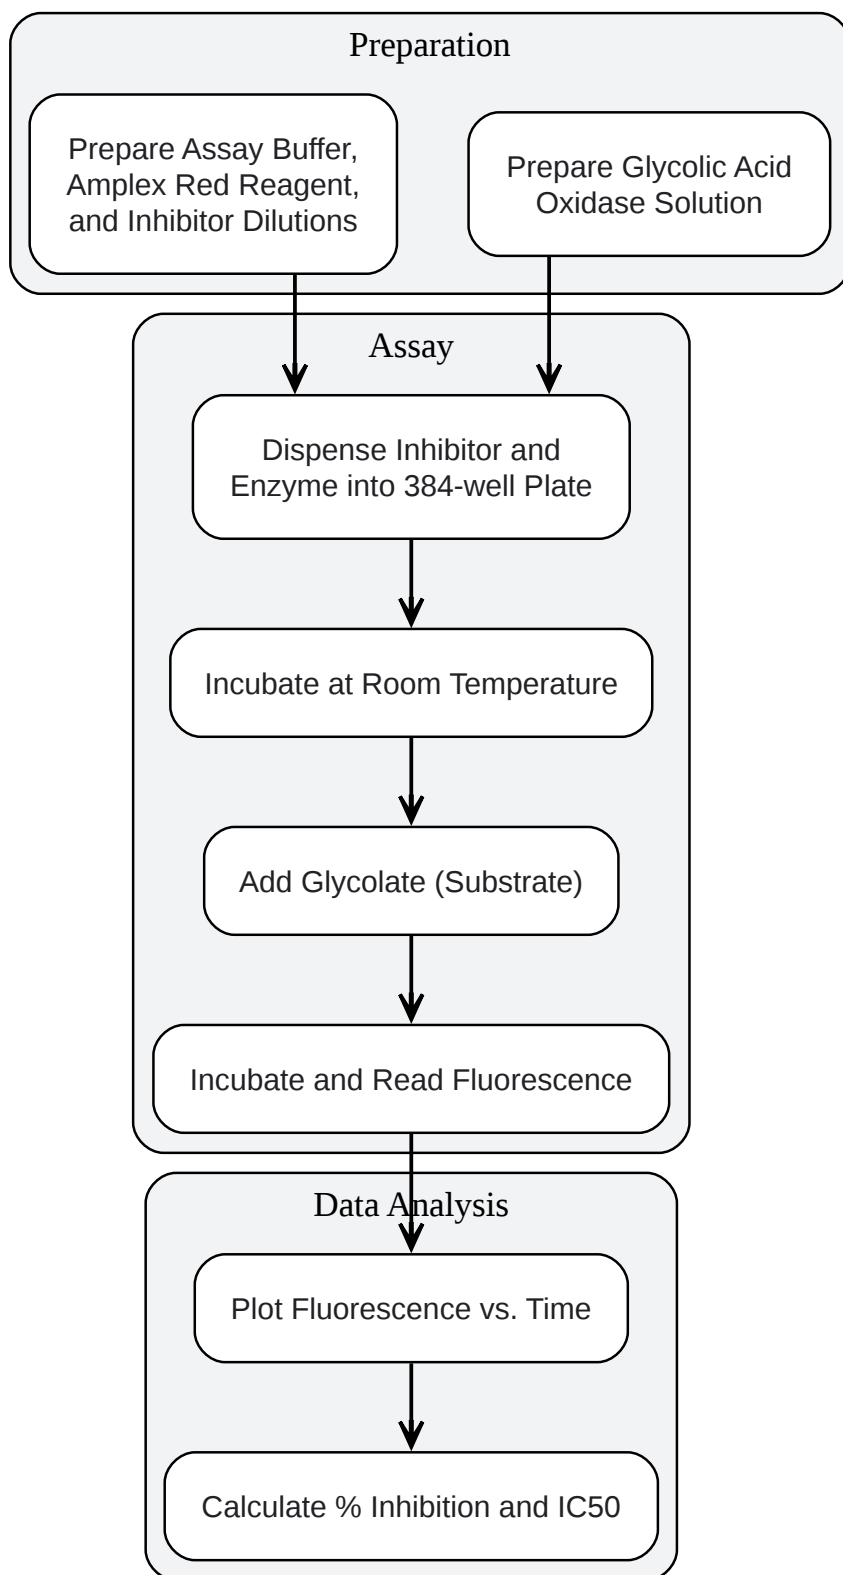 Preparation
Prepare Assay Buffer,
Amplex Red Reagent,
and Inhibitor Dilutions
Prepare Glycolic Acid
Oxidase Solution
Assay
Dispense Inhibitor and
Enzyme into 384-well Plate
Incubate at Room Temperature
Add Glycolate (Substrate)
Incubate and Read Fluorescence
Data Analysis
Plot Fluorescence vs. Time
Calculate % Inhibition and IC50